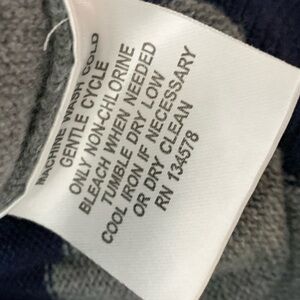 MACHINE WASH COLD
GENTLE CYCLE
ONLY NON-CHLORINE
BLEACH WHEN NEEDED
TUMBLE DRY LOW
COOL IRON IF NECESSARY
OR DRY CLEAN
RN 134578